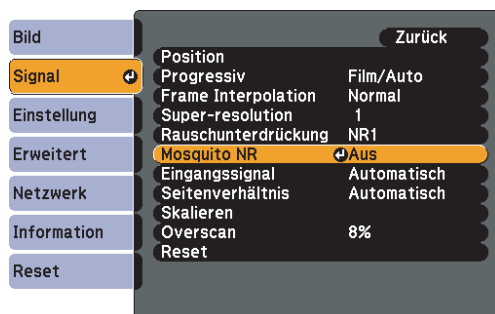 Bild
Signal
Einstellung
Erweitert
Netzwerk
Information
Reset
Zurück
Position
Progressiv Film/Auto
Frame Interpolation Normal
Super-resolution 1
Rauschunterdrückung NR1
Mosquito NR Aus
Eingangssignal Automatisch
Seitenverhältnis Automatisch
Skalieren
Overscan 8%
Reset